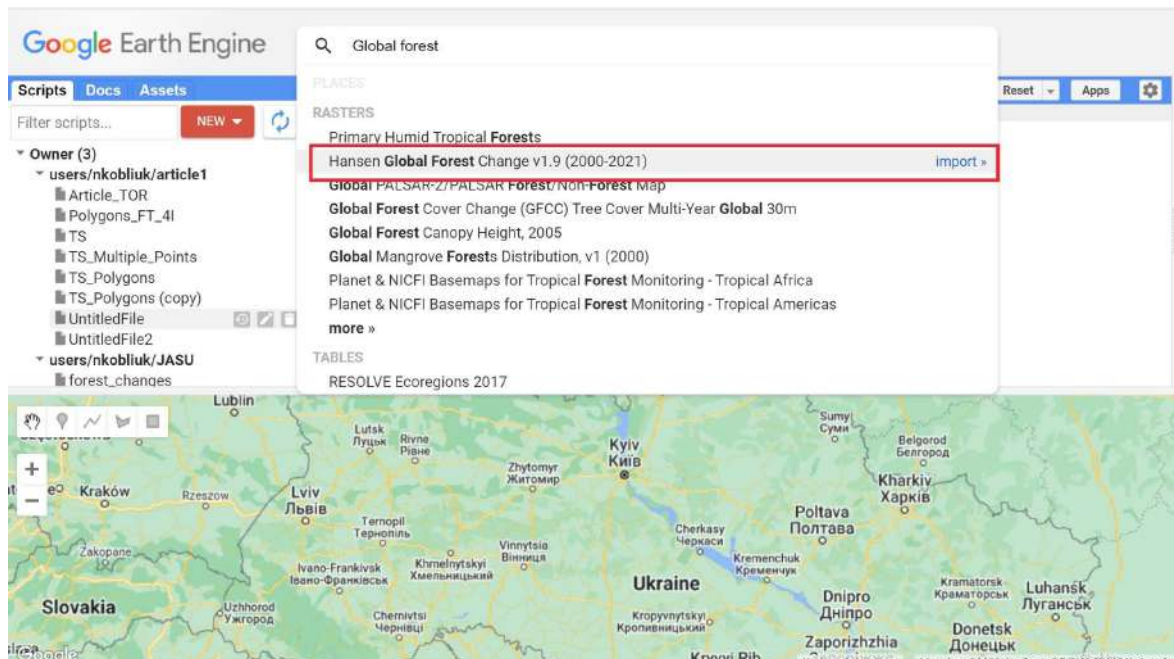 Google Earth Engine
Global forest
Scripts Docs Assets
PLACES
Reset Apps
Filter scripts... NEW
RASTERS
Primary Humid Tropical Forests
Owner (3)
Hansen Global Forest Change v1.9 (2000-2021) import »
users/nkobliuk/article1
Global PALSAR-2/PALSAR Forest/Non-Forest Map
Article_TOR
Global Forest Cover Change (GFCC) Tree Cover Multi-Year Global 30m
Polygons_FT_4I
Global Forest Canopy Height, 2005
TS
Global Mangrove Forests Distribution, v1 (2000)
TS_Multiple_Points
Planet & NICFI Basemaps for Tropical Forest Monitoring - Tropical Africa
TS_Polygons
Planet & NICFI Basemaps for Tropical Forest Monitoring - Tropical Americas
TS_Polygons (copy)
more »
UntitledFile
UntitledFile2
TABLES
users/nkobliuk/JASU
RESOLVE Ecoregions 2017
forest_changes
Lublin
Lutsk
Луцьк
Rivne
Рівне
Kyiv
Київ
Sumy
Суми
Belgorod
Белгород
Zhytomyr
Житомир
Kharkiv
Харків
Kraków
Rzeszow
Lviv
Львів
Poltava
Полтава
Ternopil
Тернопіль
Cherkasy
Черкаси
Zakopane
Khmelnytskyi
Хмельницький
Vinnytsia
Вінниця
Kremenchuk
Кременчук
Ivano-Frankivsk
Івано-Франківськ
Ukraine
Kramatorsk
Краматорськ
Luhansk
Луганськ
Slovakia
Uzhhorod
Ужгород
Chernivtsi
Чернівці
Dnipro
Дніпро
Kropyvnytskyi
Кропивницький
Donetsk
Донецьк
Zaporizhzhia
Kryvyi Rih
Google